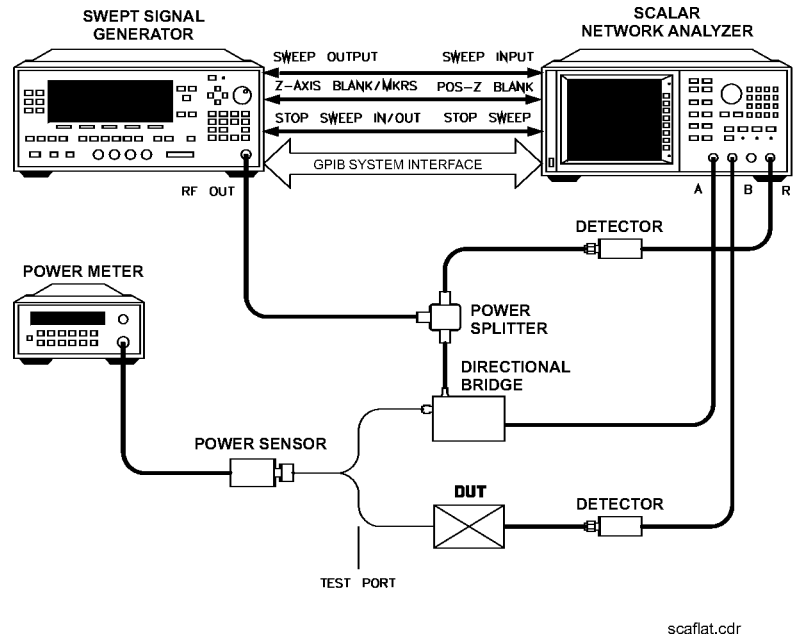 SWEPT SIGNAL
GENERATOR
SCALAR
NETWORK ANALYZER
SWEEP OUTPUT
SWEEP INPUT
Z-AXIS BLANK/MKRS
POS-Z BLANK
STOP SWEEP IN/OUT
STOP SWEEP
GPIB SYSTEM INTERFACE
RF OUT
A
B
R
DETECTOR
POWER METER
POWER
SPLITTER
DIRECTIONAL
BRIDGE
POWER SENSOR
DUT
DETECTOR
TEST PORT
scaflat.cdr